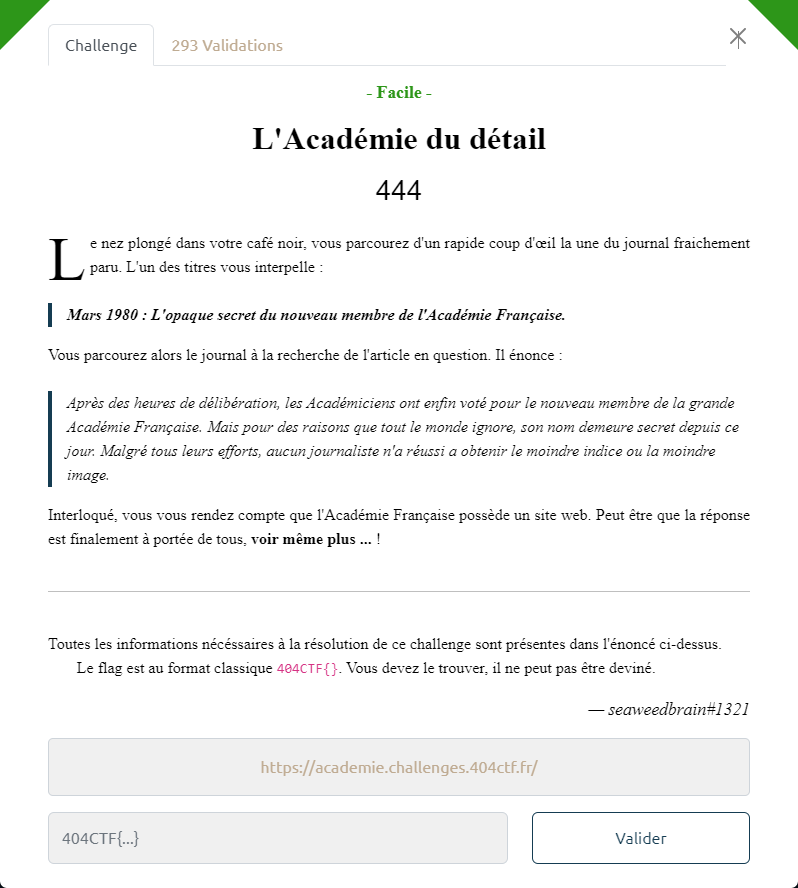 Challenge
293 Validations
- Facile -
L'Académie du détail
444
Le nez plongé dans votre café noir, vous parcourez d'un rapide coup d'œil la une du journal fraichement
paru. L'un des titres vous interpelle :
Mars 1980 : L'opaque secret du nouveau membre de l'Académie Française.
Vous parcourez alors le journal à la recherche de l'article en question. Il énonce :
Après des heures de délibération, les Académiciens ont enfin voté pour le nouveau membre de la grande
Académie Française. Mais pour des raisons que tout le monde ignore, son nom demeure secret depuis ce
jour. Malgré tous leurs efforts, aucun journaliste n'a réussi a obtenir le moindre indice ou la moindre
image.
Interloqué, vous vous rendez compte que l'Académie Française possède un site web. Peut être que la réponse
est finalement à portée de tous, voir même plus ... !
Toutes les informations nécéssaires à la résolution de ce challenge sont présentes dans l'énoncé ci-dessus.
Le flag est au format classique 404CTF{}. Vous devez le trouver, il ne peut pas être deviné.
— seaweedbrain#1321
https://académie.challenges.404ctf.fr/
404CTF{...}
Valider